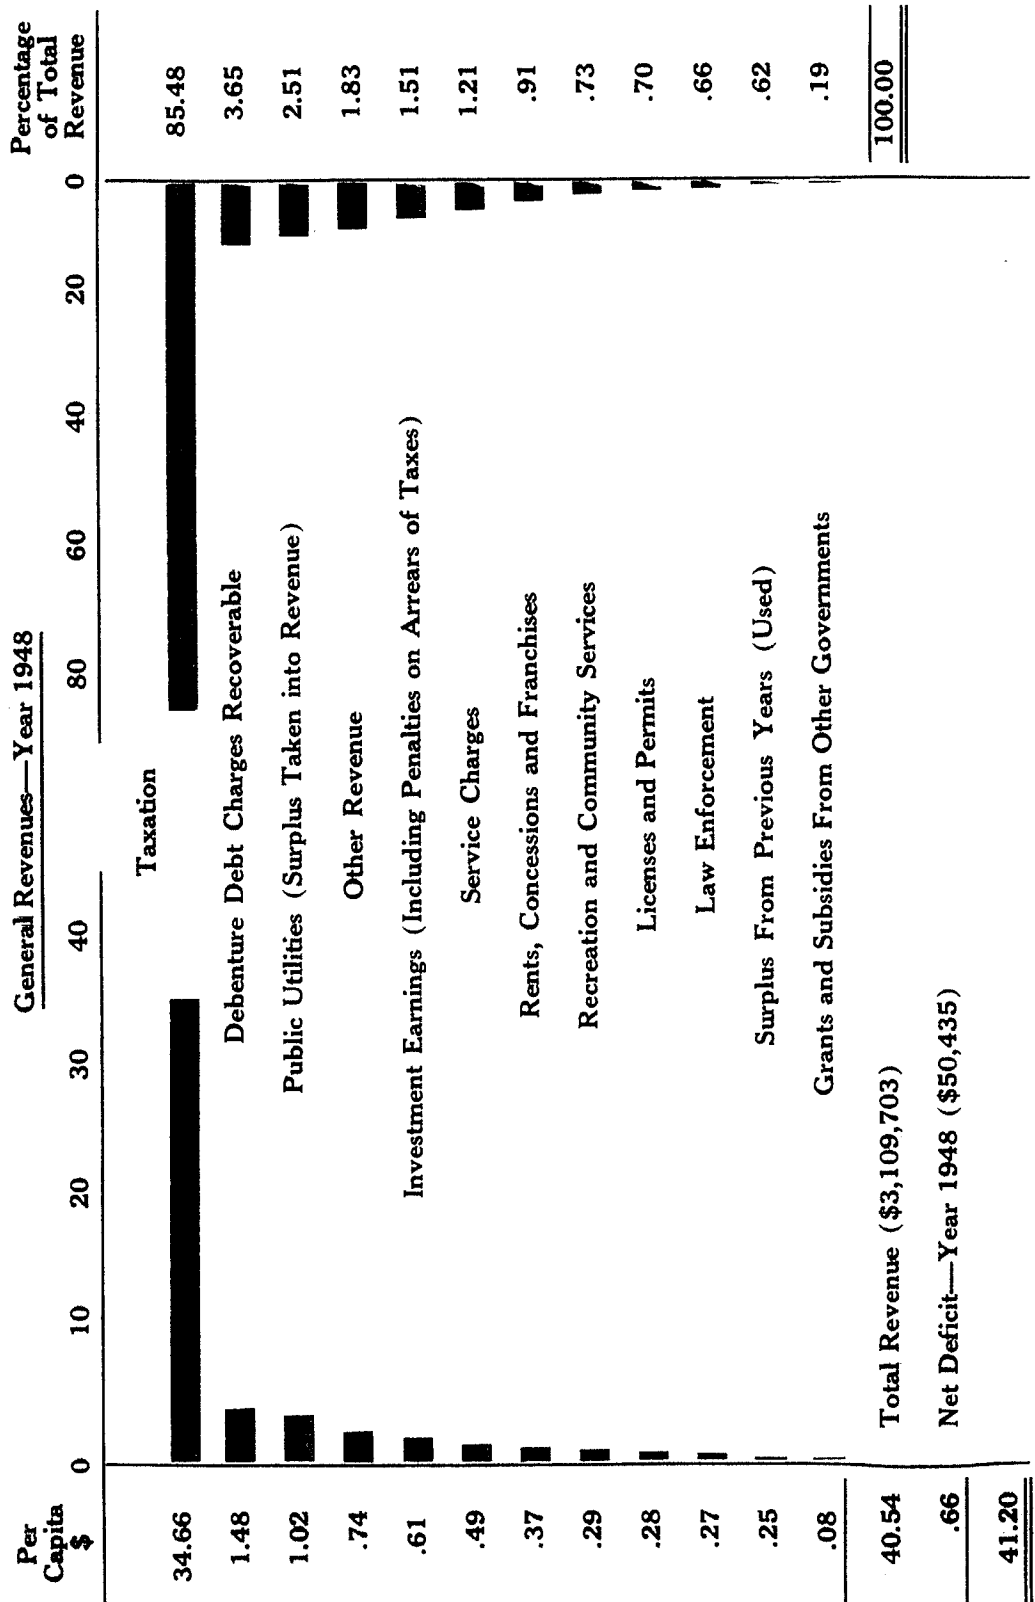 General Revenues—Year 1948
Per
Capita
$
0 10 20 30 40
80 60 40 20 0
Percentage
of Total
Revenue
34.66 Taxation 85.48
1.48 Debenture Debt Charges Recoverable 3.65
1.02 Public Utilities (Surplus Taken into Revenue) 2.51
.74 Other Revenue 1.83
.61 Investment Earnings (Including Penalties on Arrears of Taxes) 1.51
.49 Service Charges 1.21
.37 Rents, Concessions and Franchises .91
.29 Recreation and Community Services .73
.28 Licenses and Permits .70
.27 Law Enforcement .66
.25 Surplus From Previous Years (Used) .62
.08 Grants and Subsidies From Other Governments .19
40.54 Total Revenue ($3,109,703) 100.00
.66 Net Deficit—Year 1948 ($50,435)
41.20